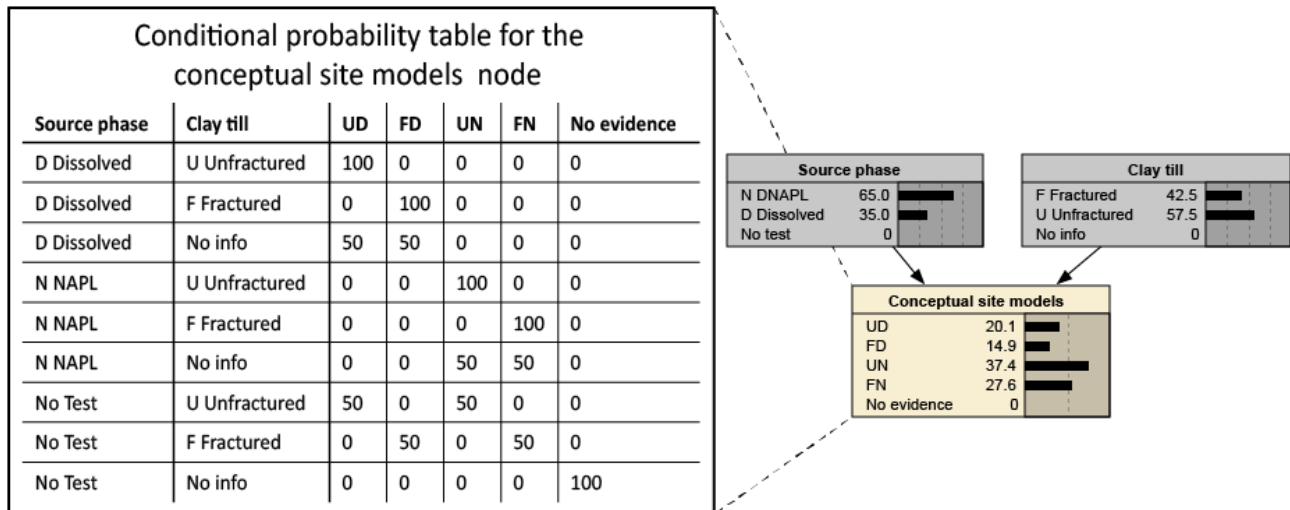 Conditional probability table for the
conceptual site models node
Source phase Clay till UD FD UN FN No evidence
D Dissolved U Unfractured 100 0 0 0 0
D Dissolved F Fractured 0 100 0 0 0
D Dissolved No info 50 50 0 0 0
N NAPL U Unfractured 0 0 100 0 0
N NAPL F Fractured 0 0 0 100 0
N NAPL No info 0 0 50 50 0
No Test U Unfractured 50 0 50 0 0
No Test F Fractured 0 50 0 50 0
No Test No info 0 0 0 0 100
Source phase
N DNAPL 65.0
D Dissolved 35.0
No test 0
Clay till
F Fractured 42.5
U Unfractured 57.5
No info 0
Conceptual site models
UD 20.1
FD 14.9
UN 37.4
FN 27.6
No evidence 0